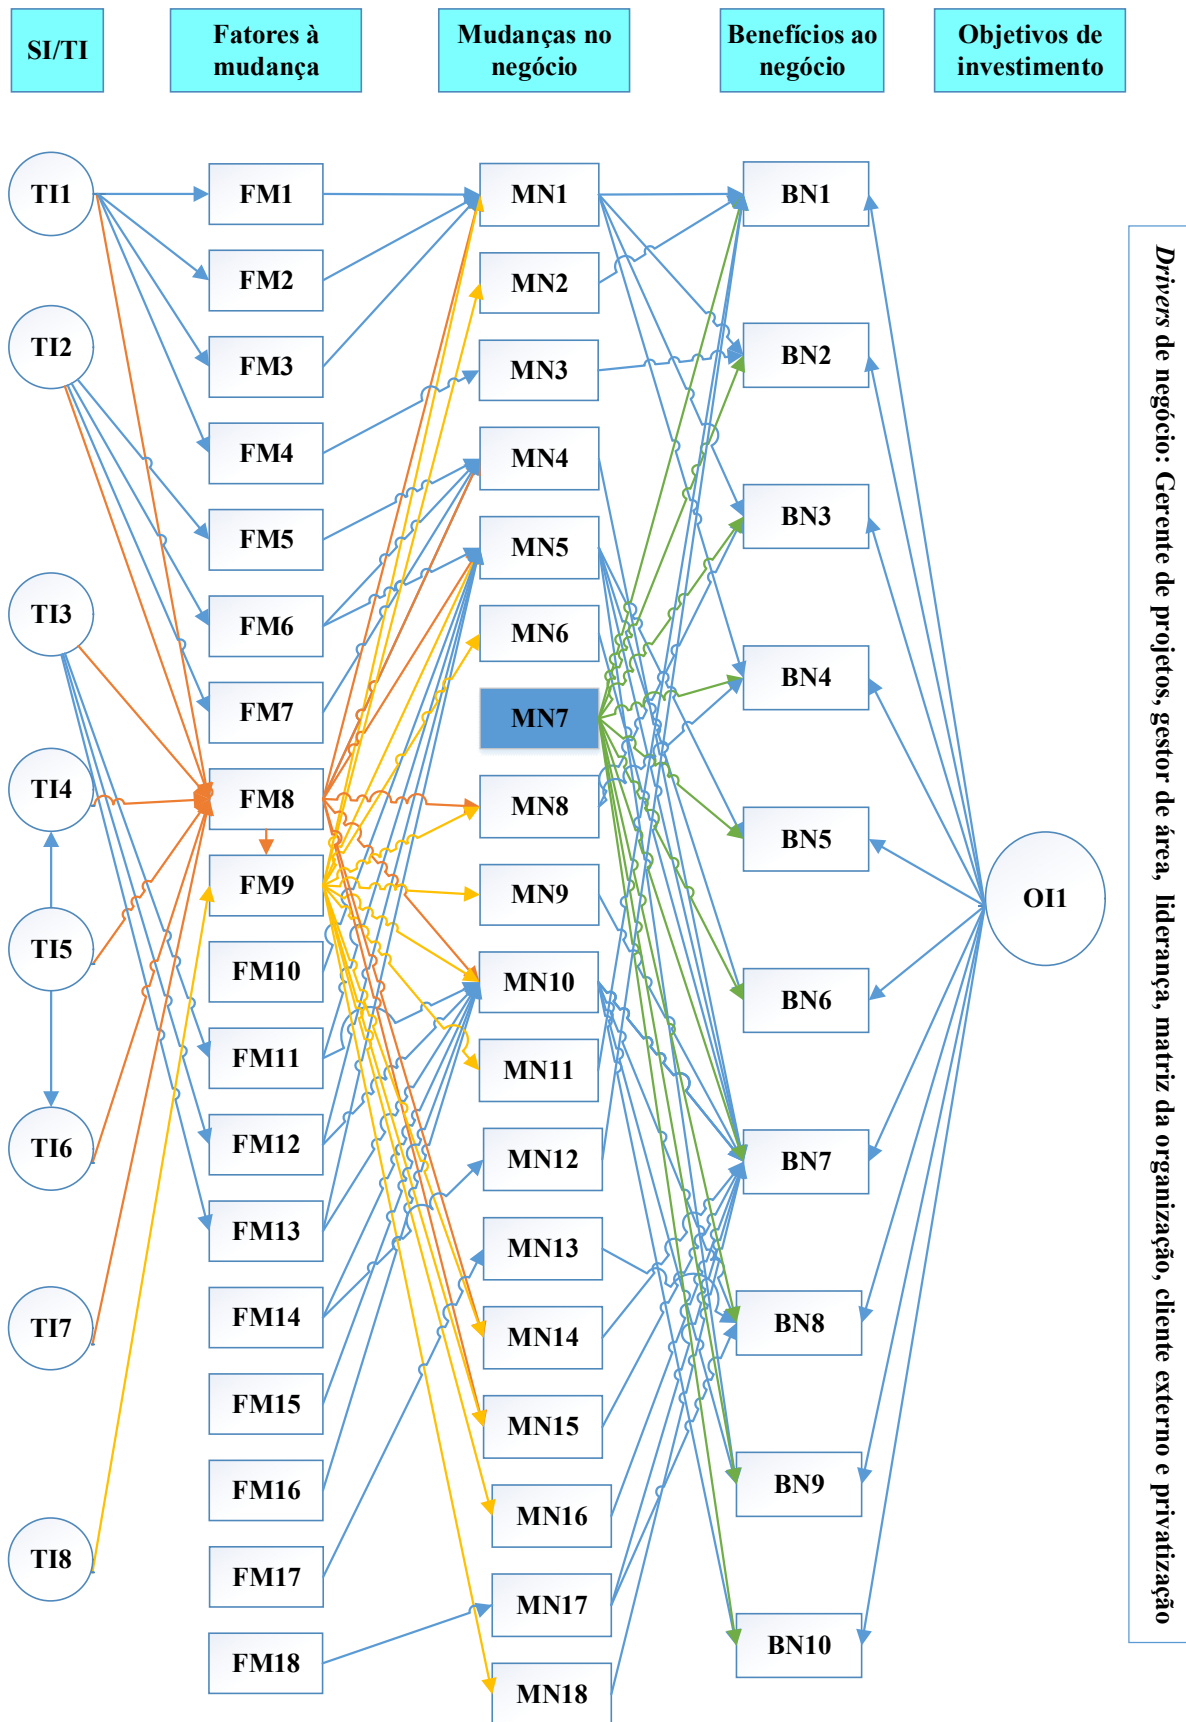 SI/TI
Fatores à
mudança
Mudanças no
negócio
Benefícios ao
negócio
Objetivos de
investimento
TI1
TI2
TI3
TI4
TI5
TI6
TI7
TI8
FM1
FM2
FM3
FM4
FM5
FM6
FM7
FM8
FM9
FM10
FM11
FM12
FM13
FM14
FM15
FM16
FM17
FM18
MN1
MN2
MN3
MN4
MN5
MN6
MN7
MN8
MN9
MN10
MN11
MN12
MN13
MN14
MN15
MN16
MN17
MN18
BN1
BN2
BN3
BN4
BN5
BN6
BN7
BN8
BN9
BN10
OI1
Drivers de negócio: Gerente de projetos, gestor de área, liderança, matriz da organização, cliente externo e privatização